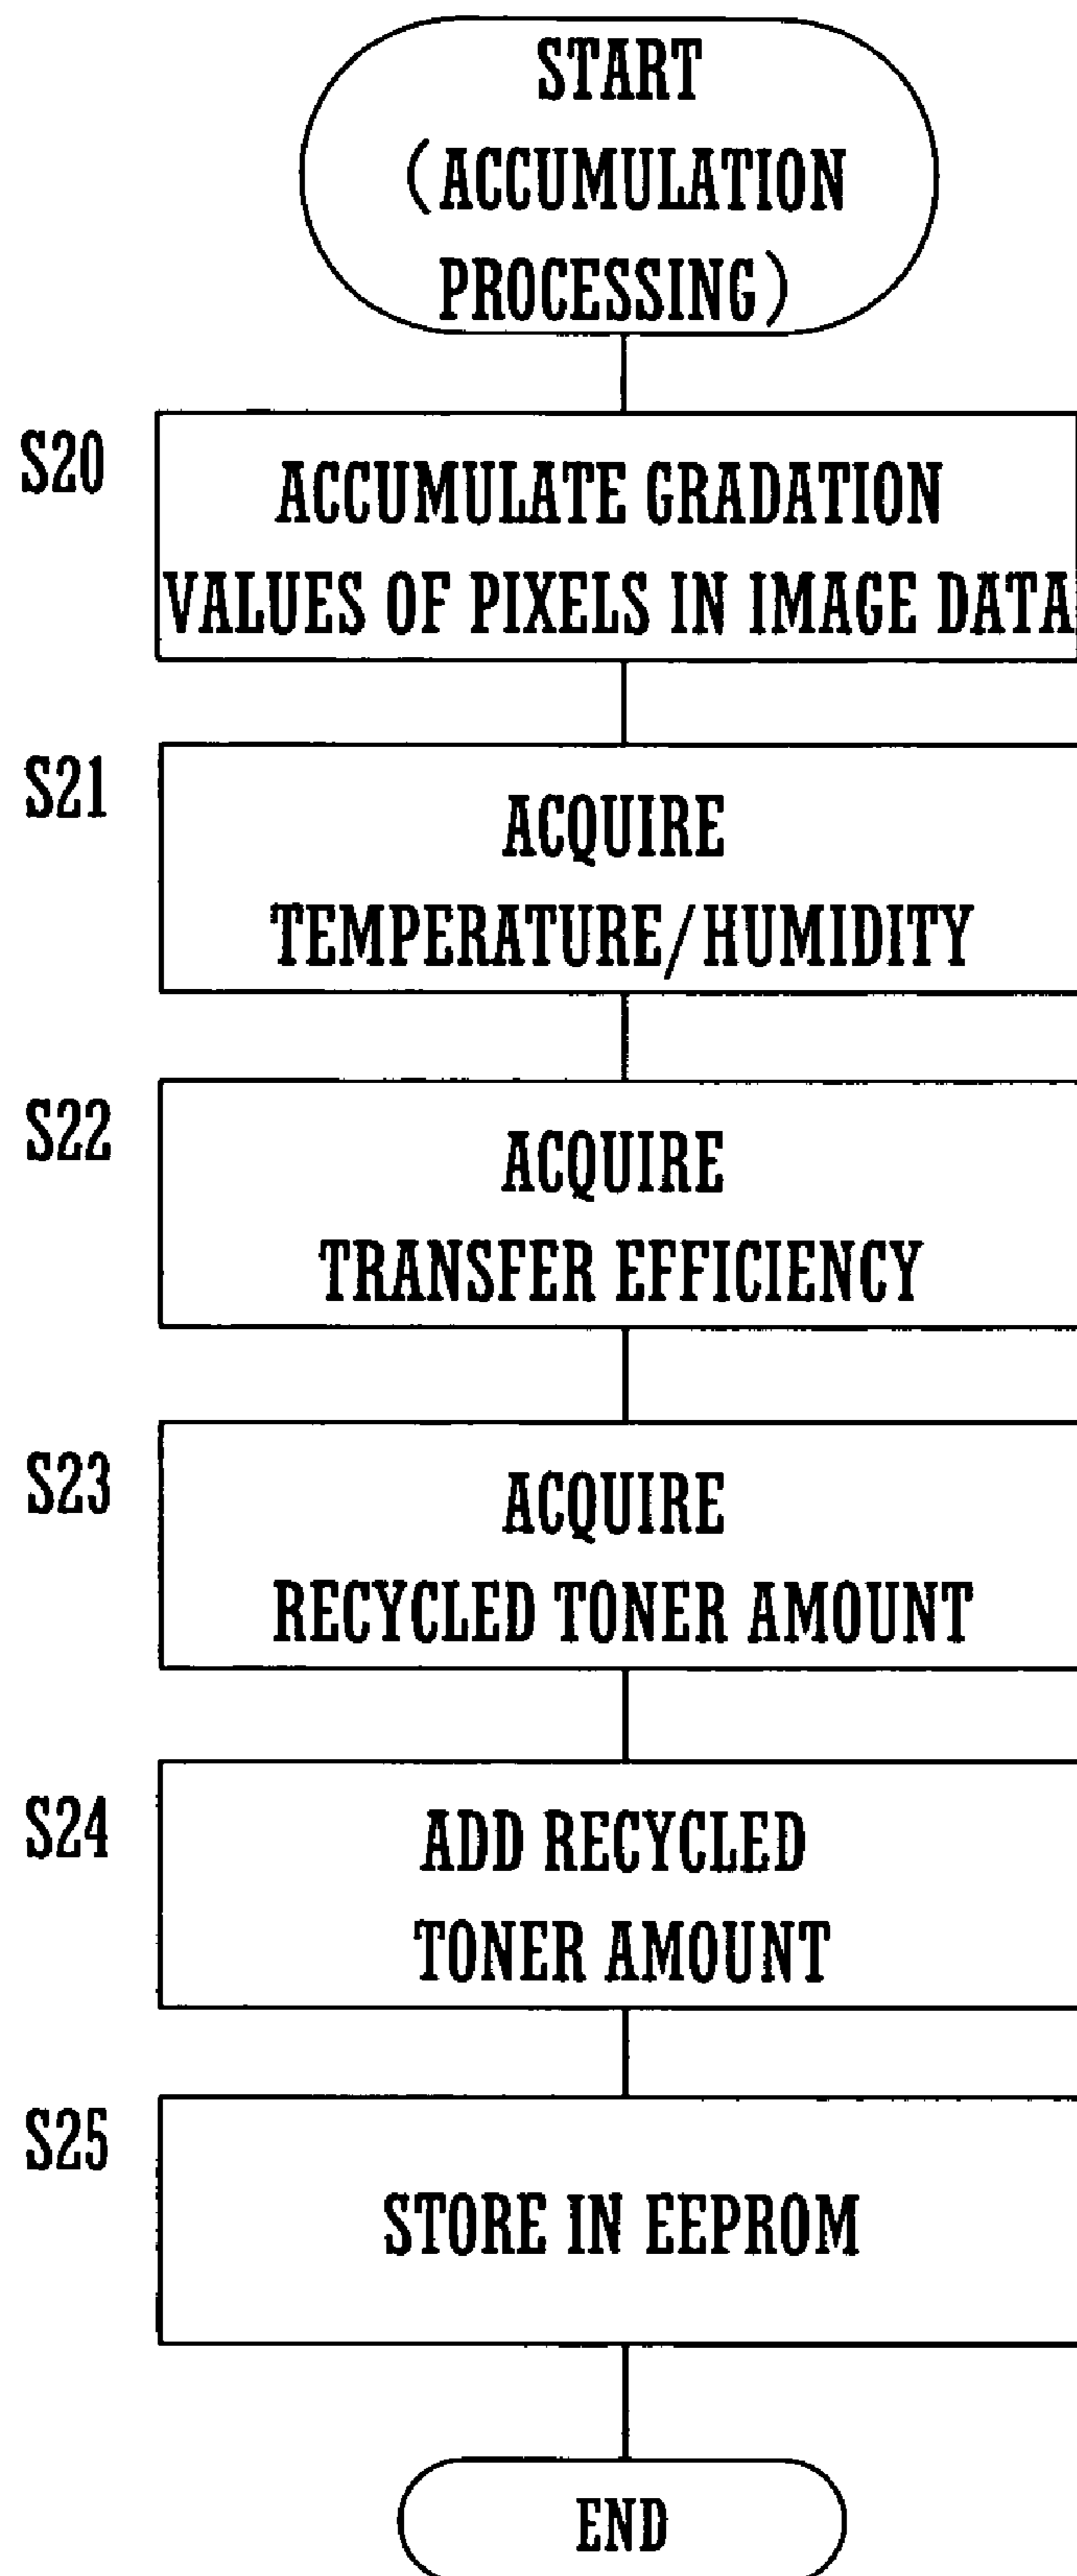 START
(ACCUMULATION
PROCESSING)
S20
ACCUMULATE GRADATION
VALUES OF PIXELS IN IMAGE DATA
S21
ACQUIRE
TEMPERATURE/HUMIDITY
S22
ACQUIRE
TRANSFER EFFICIENCY
S23
ACQUIRE
RECYCLED TONER AMOUNT
S24
ADD RECYCLED
TONER AMOUNT
S25
STORE IN EEPROM
END